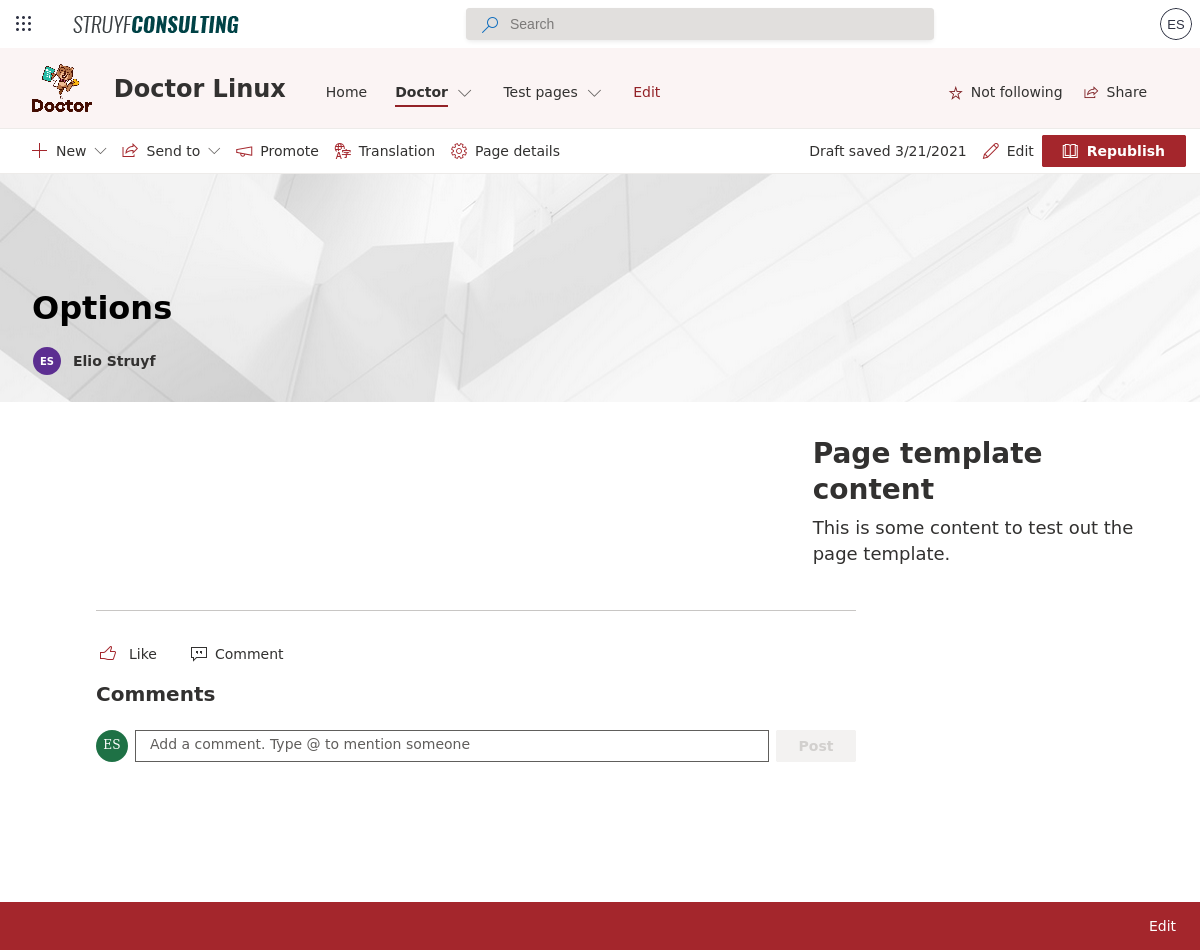 STRUYFCONSULTING
Search
ES
Doctor
Doctor Linux
Home
Doctor
Test pages
Edit
Not following
Share
New
Send to
Promote
Translation
Page details
Draft saved 3/21/2021
Edit
Republish
Options
ES
Elio Struyf
Page template
content
This is some content to test out the
page template.
Like
Comment
Comments
ES
Add a comment. Type @ to mention someone
Post
Edit